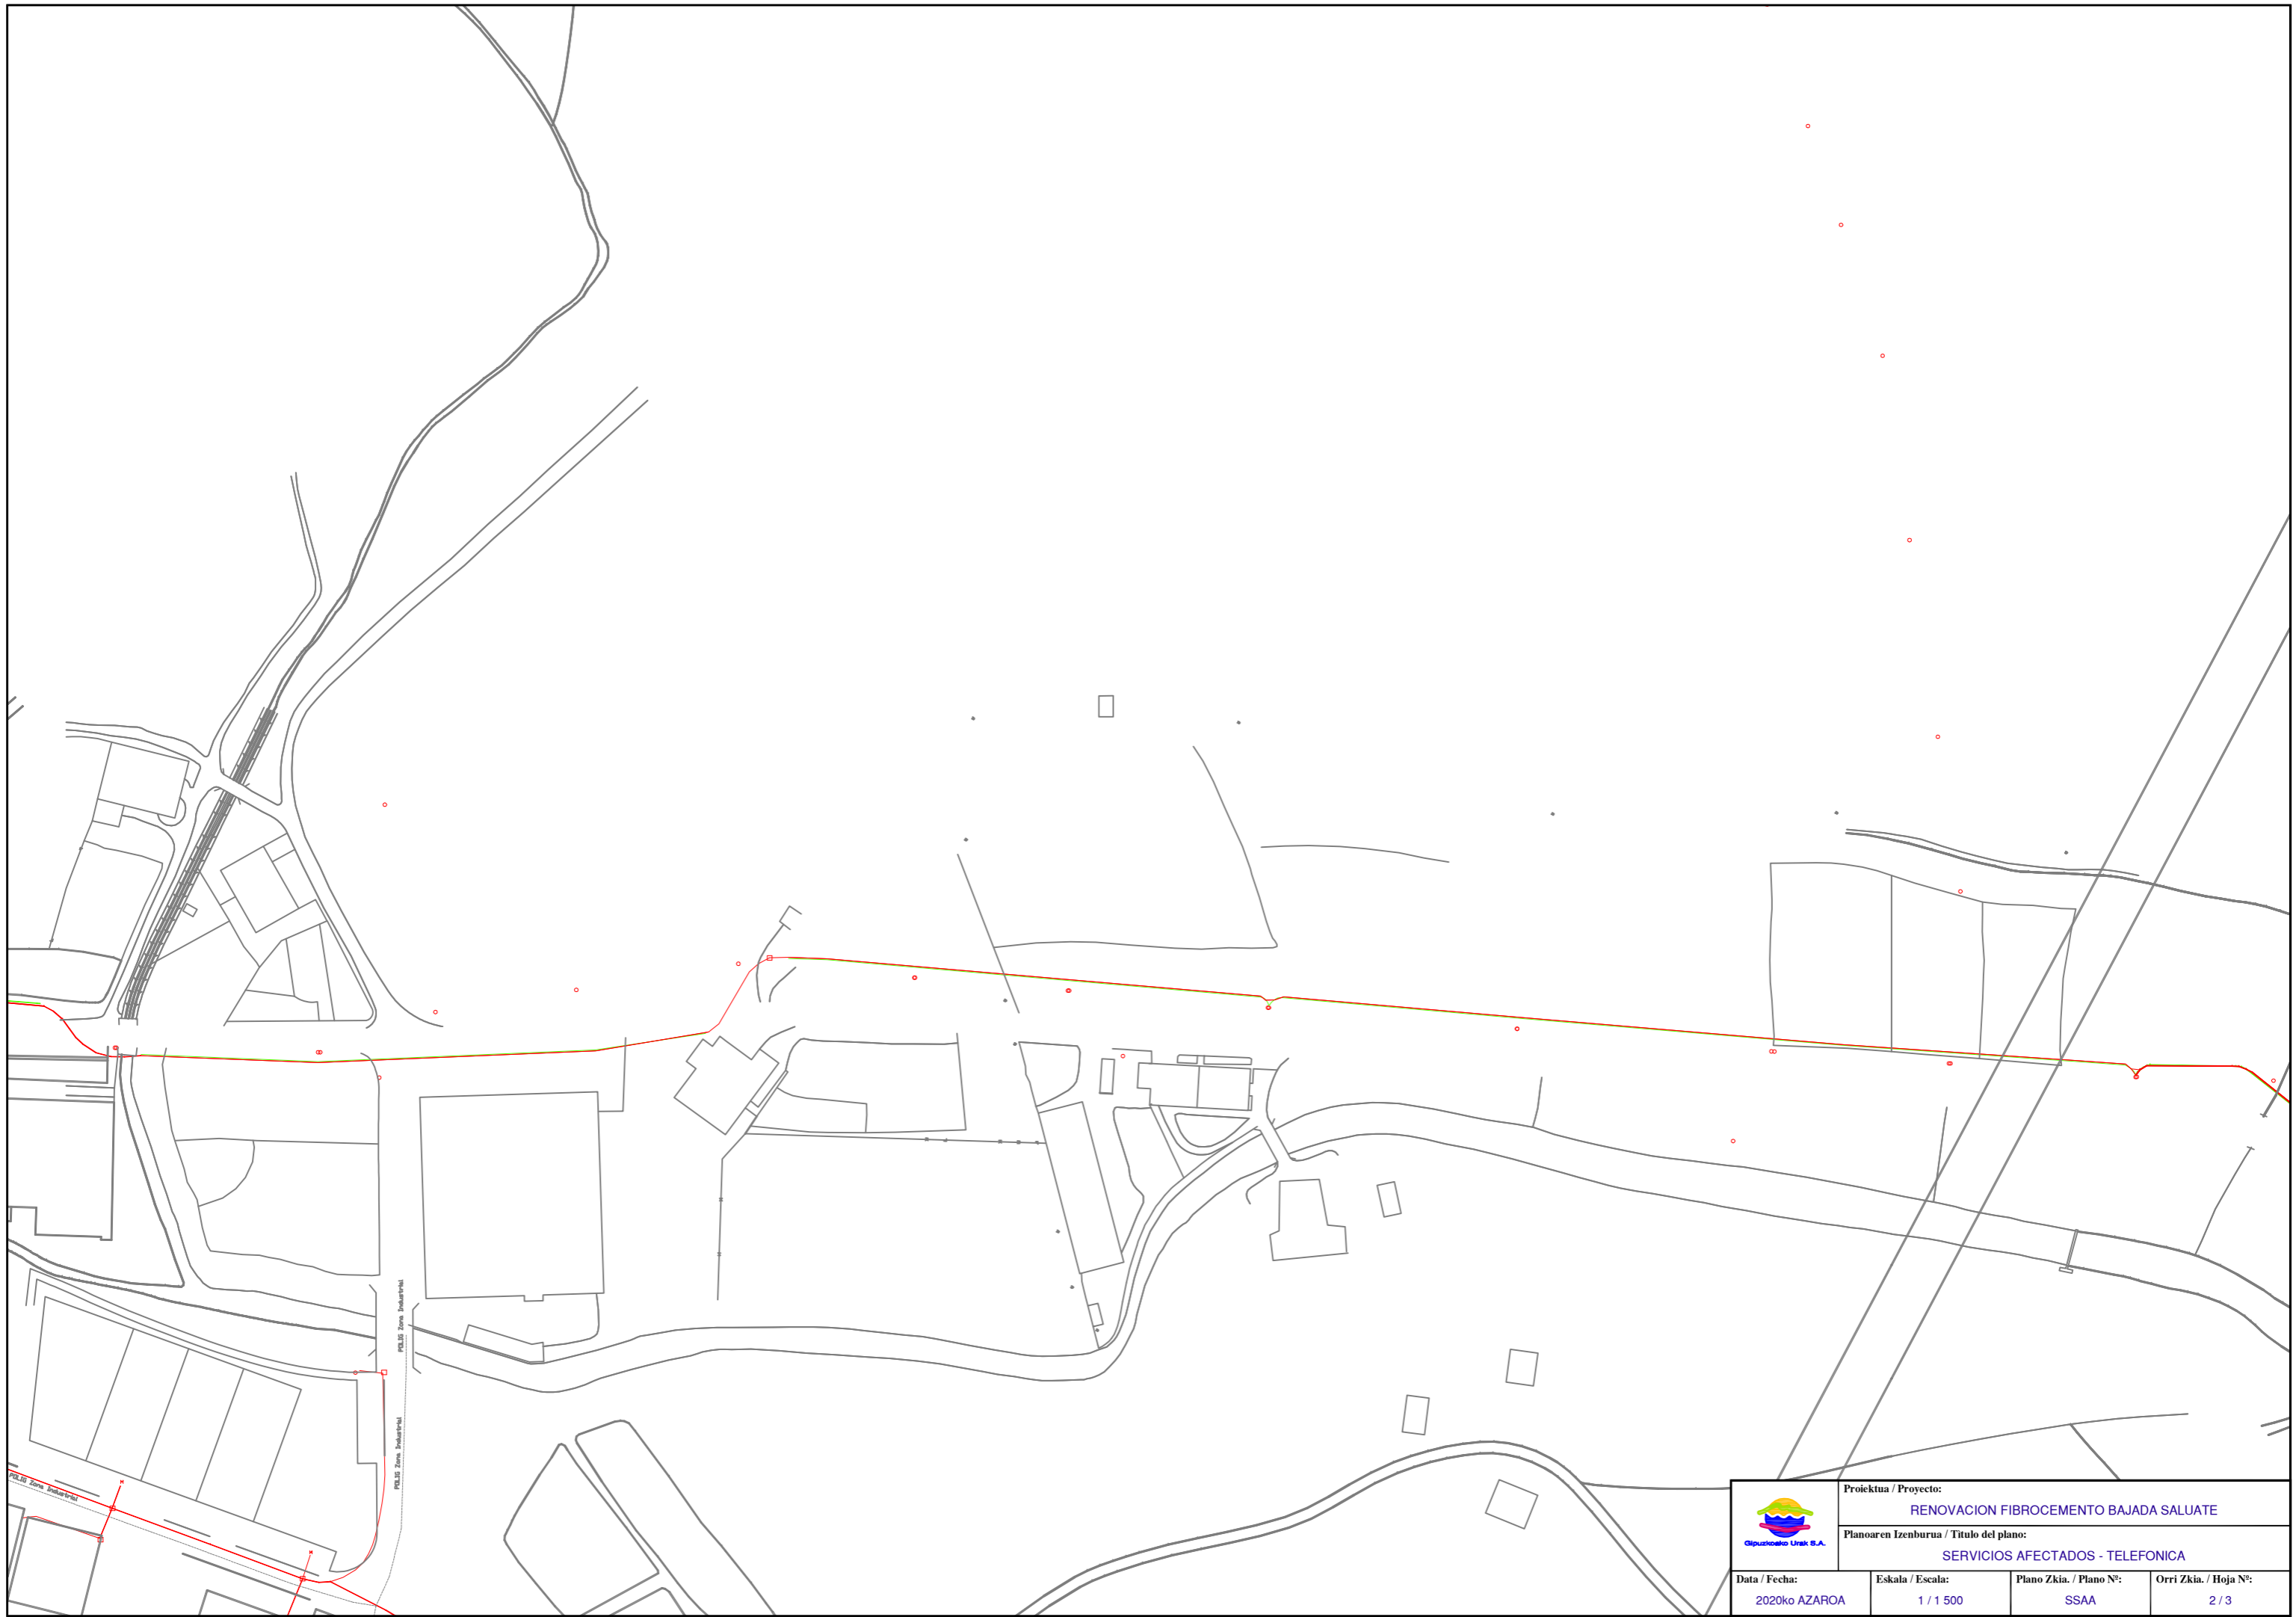 POLIG Zona Industrial
POLIG Zona Industrial
POLIG Zona Industrial
Gipuzkoako Urak S.A.
Proiektua / Proyecto:
RENOVACION FIBROCEMENTO BAJADA SALUATE
Planoaren Izenburua / Titulo del plano:
SERVICIOS AFECTADOS - TELEFONICA
Data / Fecha:
2020ko AZAROA
Eskala / Escala:
1 / 1 500
Plano Zkia. / Plano Nº:
SSAA
Orri Zkia. / Hoja Nº:
2 / 3